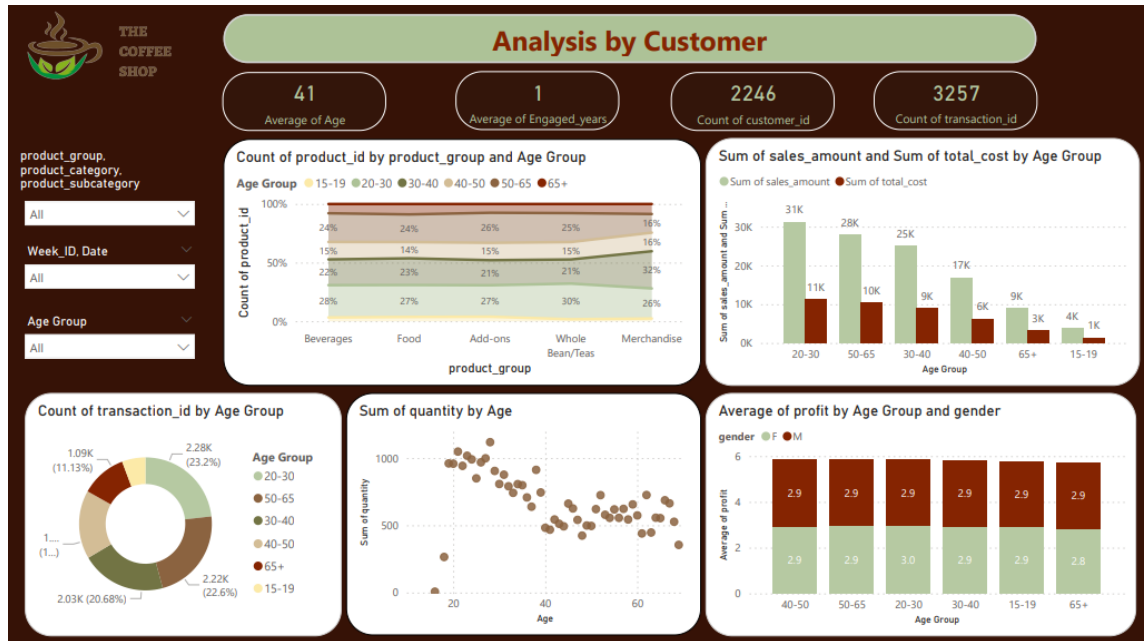 THE
COFFEE
SHOP
Analysis by Customer
41
Average of Age
1
Average of Engaged_years
2246
Count of customer_id
3257
Count of transaction_id
product_group,
product_category,
product_subcategory
All
Week_ID, Date
All
Age Group
All
Count of product_id by product_group and Age Group
Age Group 15-19 20-30 30-40 40-50 50-65 65+
Count of product_id
100%
50%
0%
24% 24% 26% 25% 16%
15% 14% 15% 15% 16%
22% 23% 21% 21% 32%
28% 27% 27% 30% 26%
Beverages Food Add-ons Whole Bean/Teas Merchandise
product_group
Sum of sales_amount and Sum of total_cost by Age Group
Sum of sales_amount Sum of total_cost
Sum of sales_amount and Sum ...
30K
20K
10K
0K
31K 28K 25K 17K 9K 4K
11K 10K 9K 6K 3K 1K
20-30 50-65 30-40 40-50 65+ 15-19
Age Group
Count of transaction_id by Age Group
2.28K
(23.2%)
2.22K
(22.6%)
2.03K (20.68%)
1....
(1...)
1.09K
(11.13%)
Age Group
20-30
50-65
30-40
40-50
65+
15-19
Sum of quantity by Age
Sum of quantity
1000
500
0
20 40 60
Age
Average of profit by Age Group and gender
gender F M
Average of profit
6
4
2
0
2.9 2.9 2.9 2.9 2.9 2.9
2.9 2.9 3.0 2.9 2.9 2.8
40-50 50-65 20-30 30-40 15-19 65+
Age Group